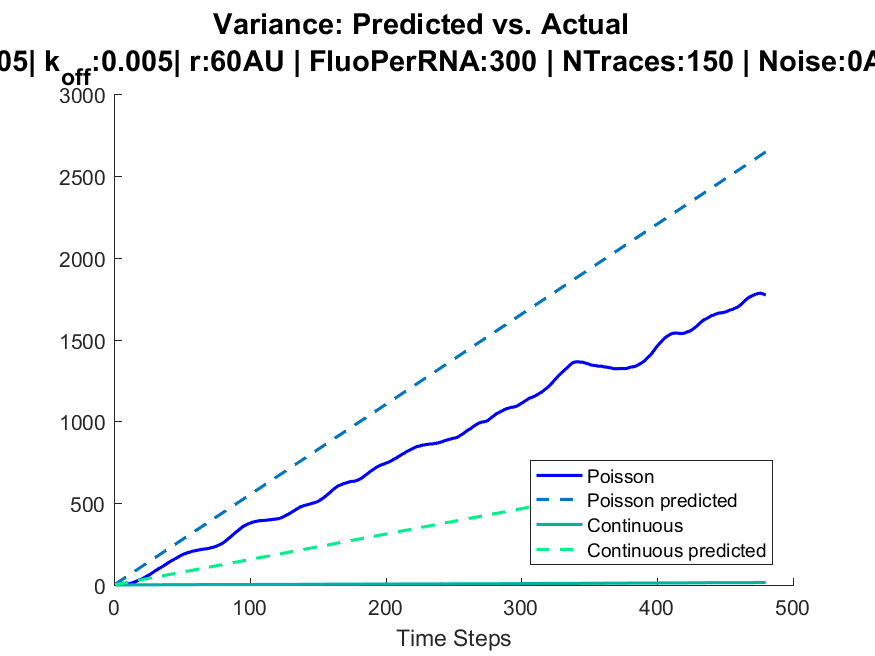 Variance: Predicted vs. Actual
05| k_off:0.005| r:60AU | FluoPerRNA:300 | NTraces:150 | Noise:0A
3000
2500
2000
1500
1000
500
0
0 100 200 300 400 500
Time Steps
Poisson
Poisson predicted
Continuous
Continuous predicted